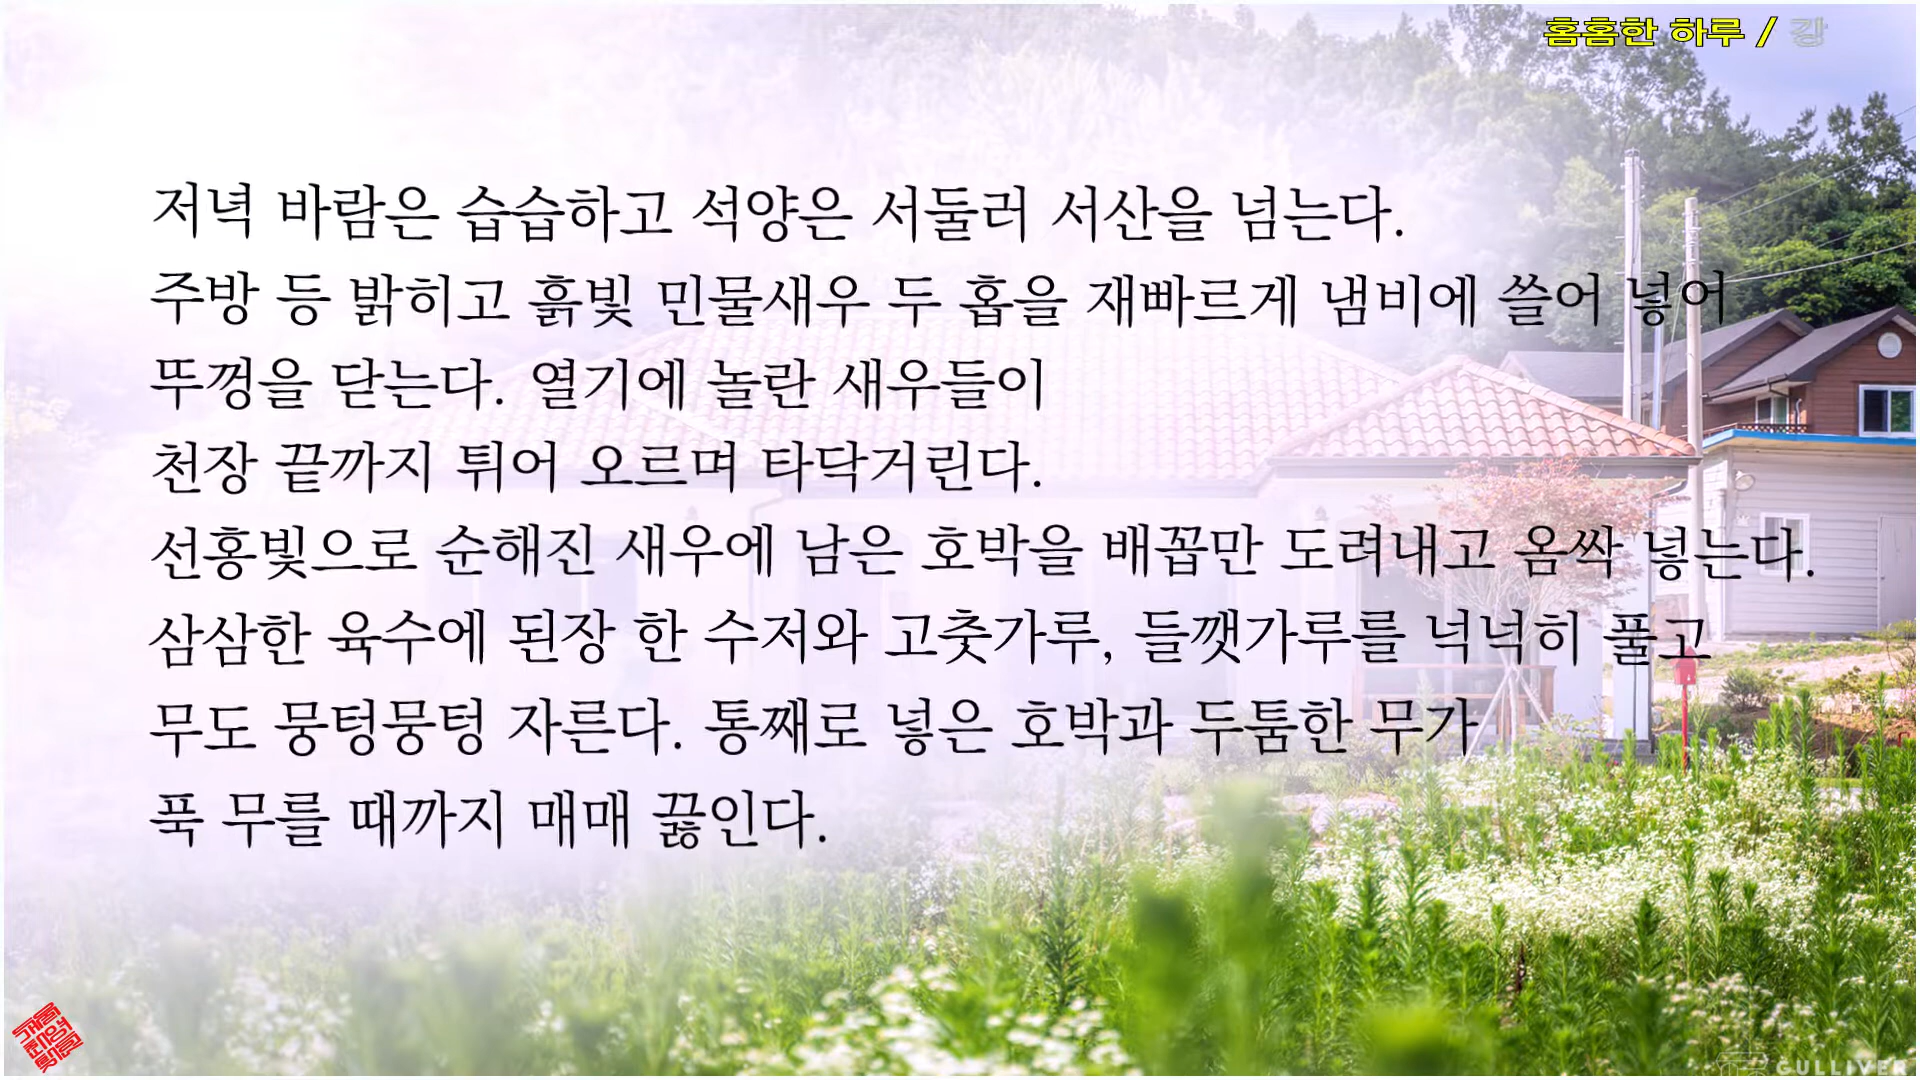 홈홈한 하루 / 강
저녁 바람은 습습하고 석양은 서둘러 서산을 넘는다.
주방 등 밝히고 흙빛 민물새우 두 홉을 재빠르게 냄비에 쓸어 넣어
뚜껑을 닫는다. 열기에 놀란 새우들이
천장 끝까지 튀어 오르며 타닥거린다.
선홍빛으로 순해진 새우에 남은 호박을 배꼽만 도려내고 옴싹 넣는다.
삼삼한 육수에 된장 한 수저와 고춧가루, 들깻가루를 넉넉히 풀고
무도 뭉텅뭉텅 자른다. 통째로 넣은 호박과 두툼한 무가
푹 무를 때까지 매매 끓인다.
GULLIVER